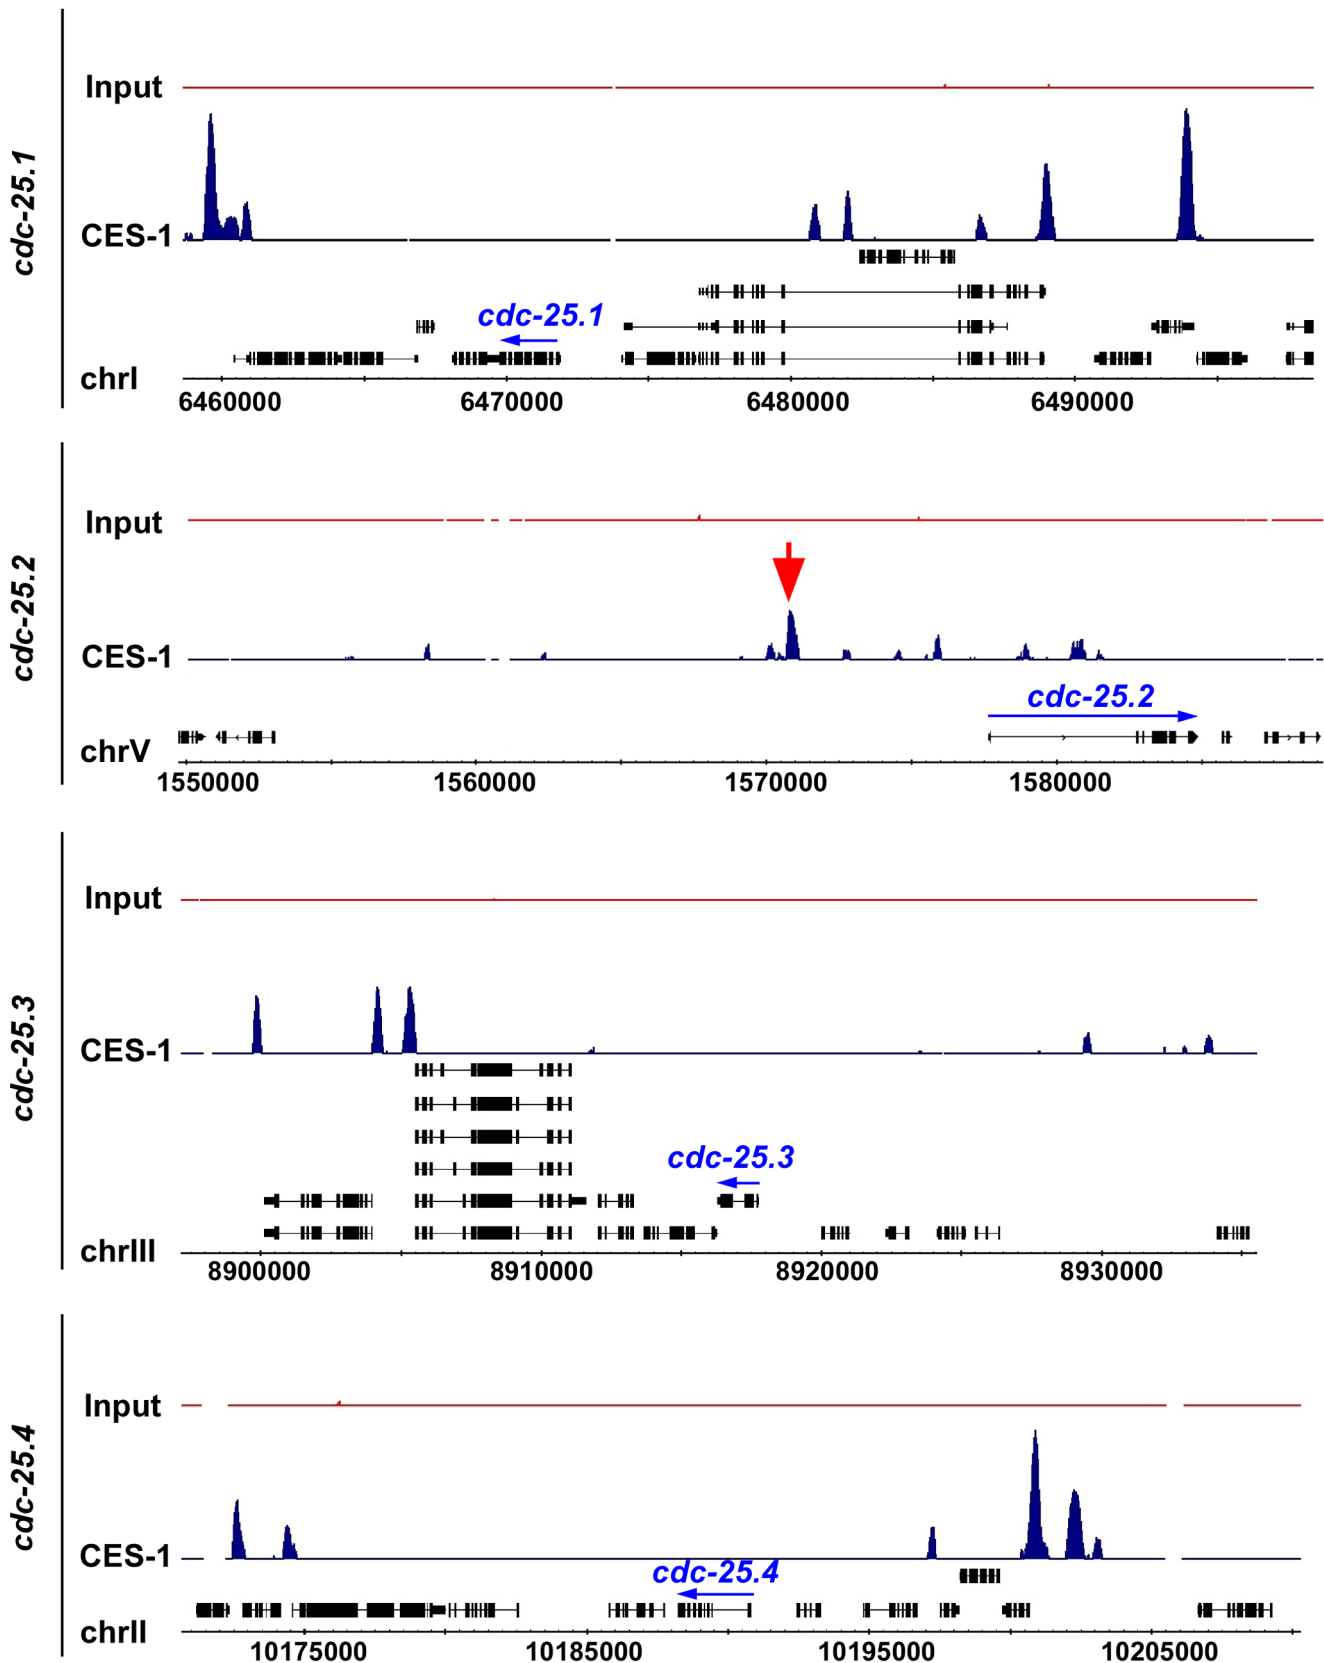 cdc-25.1
Input
CES-1
cdc-25.1
chrI
6460000 6470000 6480000 6490000
cdc-25.2
Input
CES-1
cdc-25.2
chrV
1550000 1560000 1570000 1580000
cdc-25.3
Input
CES-1
cdc-25.3
chrIII
8900000 8910000 8920000 8930000
cdc-25.4
Input
CES-1
cdc-25.4
chrII
10175000 10185000 10195000 10205000